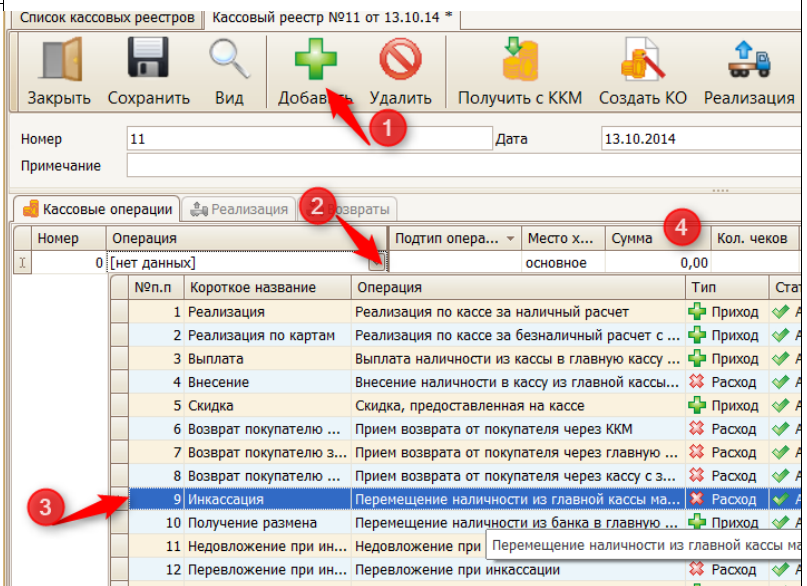 Список кассовых реестров Кассовый реестр №11 от 13.10.14 *
Закрыть Сохранить Вид Добавить Удалить Получить с ККМ Создать КО Реализация
1
Номер 11 Дата 13.10.2014
Примечание
Кассовые операции Реализация Возвраты
2
4
Номер Операция Подтип опера... Место х... Сумма Кол. чеков
0 [нет данных] основное 0,00
№п.п Короткое название Операция Тип Ста
1 Реализация Реализация по кассе за наличный расчет Приход А
2 Реализация по картам Реализация по кассе за безналичный расчет с ... Приход А
3 Выплата Выплата наличности из кассы в главную кассу ... Приход А
4 Внесение Внесение наличности в кассу из главной кассы... Расход А
5 Скидка Скидка, предоставленная на кассе Приход А
6 Возврат покупателю ... Прием возврата от покупателя через ККМ Расход А
7 Возврат покупателю з... Прием возврата от покупателя через главную ... Расход А
8 Возврат покупателю ... Прием возврата от покупателя через кассу с з... Расход А
3
9 Инкассация Перемещение наличности из главной кассы ма... Расход А
10 Получение размена Перемещение наличности из банка в главную ... Приход А
11 Недовложение при ин... Недовложение при
Перемещение наличности из главной кассы ма
12 Перевложение при ин... Перевложение при инкассации Расход А